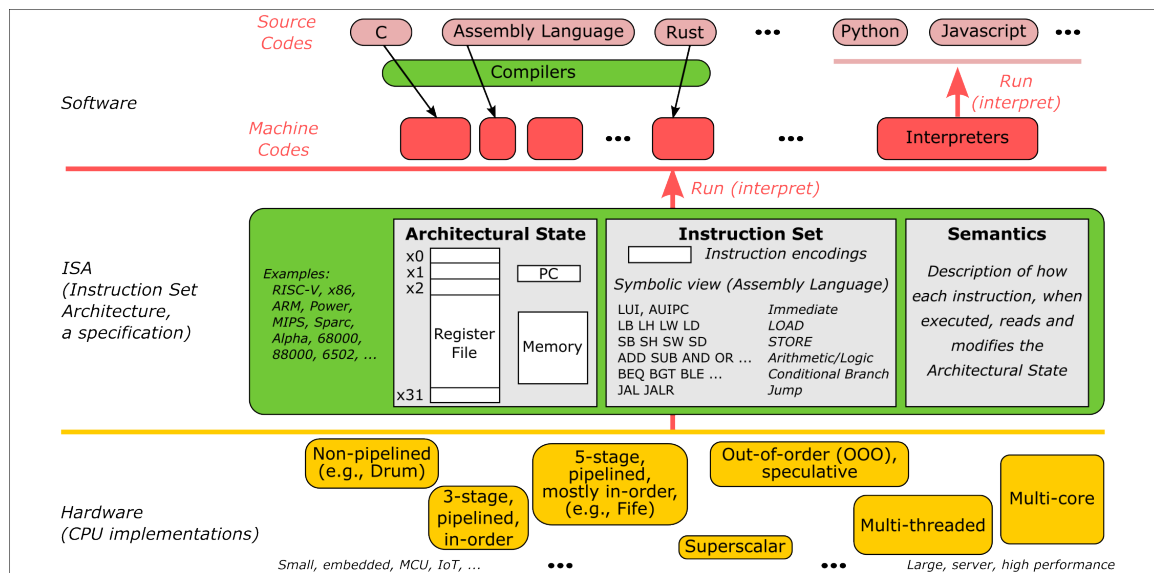 Source
Codes
C
Assembly Language
Rust
•••
Python
Javascript
•••
Compilers
Run
(interpret)
Software
Machine
Codes
•••
•••
Interpreters
Run (interpret)
ISA
(Instruction Set
Architecture,
a specification)
Examples:
RISC-V, x86,
ARM, Power,
MIPS, Sparc,
Alpha, 68000,
88000, 6502, ...
Architectural State
x0
x1
x2
x31
Register
File
PC
Memory
Instruction Set
Instruction encodings
Symbolic view (Assembly Language)
LUI, AUIPC Immediate
LB LH LW LD LOAD
SB SH SW SD STORE
ADD SUB AND OR ... Arithmetic/Logic
BEQ BGT BLE ... Conditional Branch
JAL JALR Jump
Semantics
Description of how
each instruction, when
executed, reads and
modifies the
Architectural State
Hardware
(CPU implementations)
Non-pipelined
(e.g., Drum)
3-stage,
pipelined,
in-order
5-stage,
pipelined,
mostly in-order,
(e.g., Fife)
Out-of-order (OOO),
speculative
Superscalar
Multi-threaded
Multi-core
Small, embedded, MCU, IoT, ...
•••
•••
Large, server, high performance